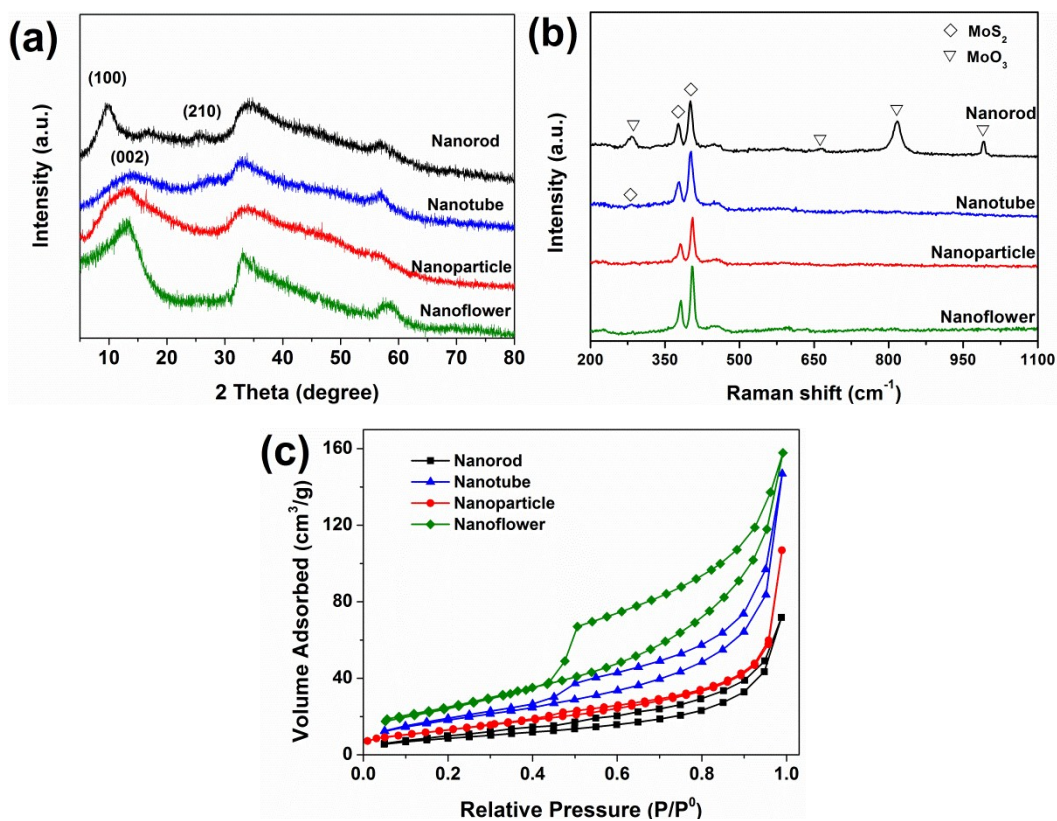 (a)
(100)
(210)
(002)
Nanorod
Nanotube
Nanoparticle
Nanoflower
Intensity (a.u.)
10 20 30 40 50 60 70 80
2 Theta (degree)
(b)
◇ MoS₂
▽ MoO₃
Nanorod
Nanotube
Nanoparticle
Nanoflower
Intensity (a.u.)
200 350 500 650 800 950 1100
Raman shift (cm⁻¹)
(c)
Nanorod
Nanotube
Nanoparticle
Nanoflower
Volume Adsorbed (cm³/g)
160
120
80
40
0
0.0 0.2 0.4 0.6 0.8 1.0
Relative Pressure (P/P⁰)